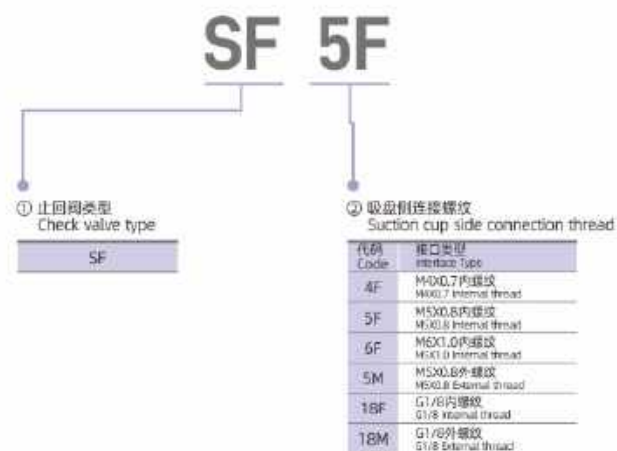 SF 5F
① 止回阀类型
Check valve type
SF
② 吸盘侧连接螺纹
Suction cup side connection thread
代码 接口类型
Code Interface Type
4F M4X0.7内螺纹
M4X0.7 Internal thread
5F M5X0.8内螺纹
M5X0.8 Internal thread
6F M6X1.0内螺纹
M6X1.0 Internal thread
5M M5X0.8外螺纹
M5X0.8 External thread
18F G1/8内螺纹
G1/8 Internal thread
18M G1/8外螺纹
G1/8 External thread